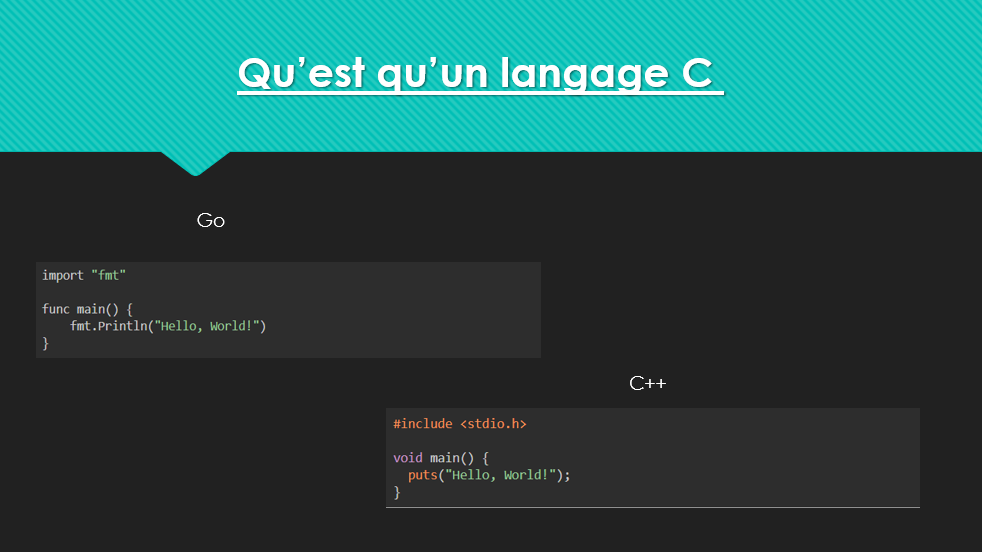 Qu’est qu’un langage C
Go
import "fmt"
func main() {
    fmt.Println("Hello, World!")
}
C++
#include <stdio.h>
void main() {
  puts("Hello, World!");
}